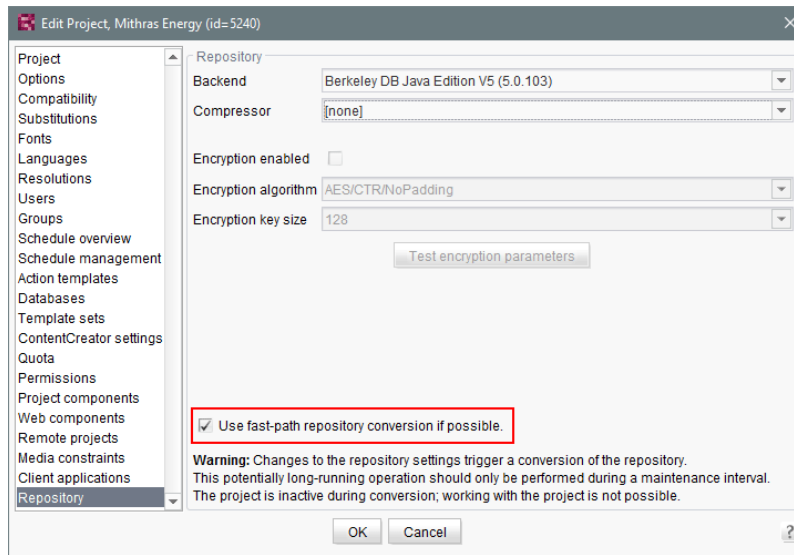 Edit Project, Mithras Energy (id=5240)
Project
Options
Compatibility
Substitutions
Fonts
Languages
Resolutions
Users
Groups
Schedule overview
Schedule management
Action templates
Databases
Template sets
ContentCreator settings
Quota
Permissions
Project components
Web components
Remote projects
Media constraints
Client applications
Repository
Repository
Backend Berkeley DB Java Edition V5 (5.0.103)
Compressor [none]
Encryption enabled
Encryption algorithm AES/CTR/NoPadding
Encryption key size 128
Test encryption parameters
Use fast-path repository conversion if possible.
Warning: Changes to the repository settings trigger a conversion of the repository.
This potentially long-running operation should only be performed during a maintenance interval.
The project is inactive during conversion; working with the project is not possible.
OK Cancel ?